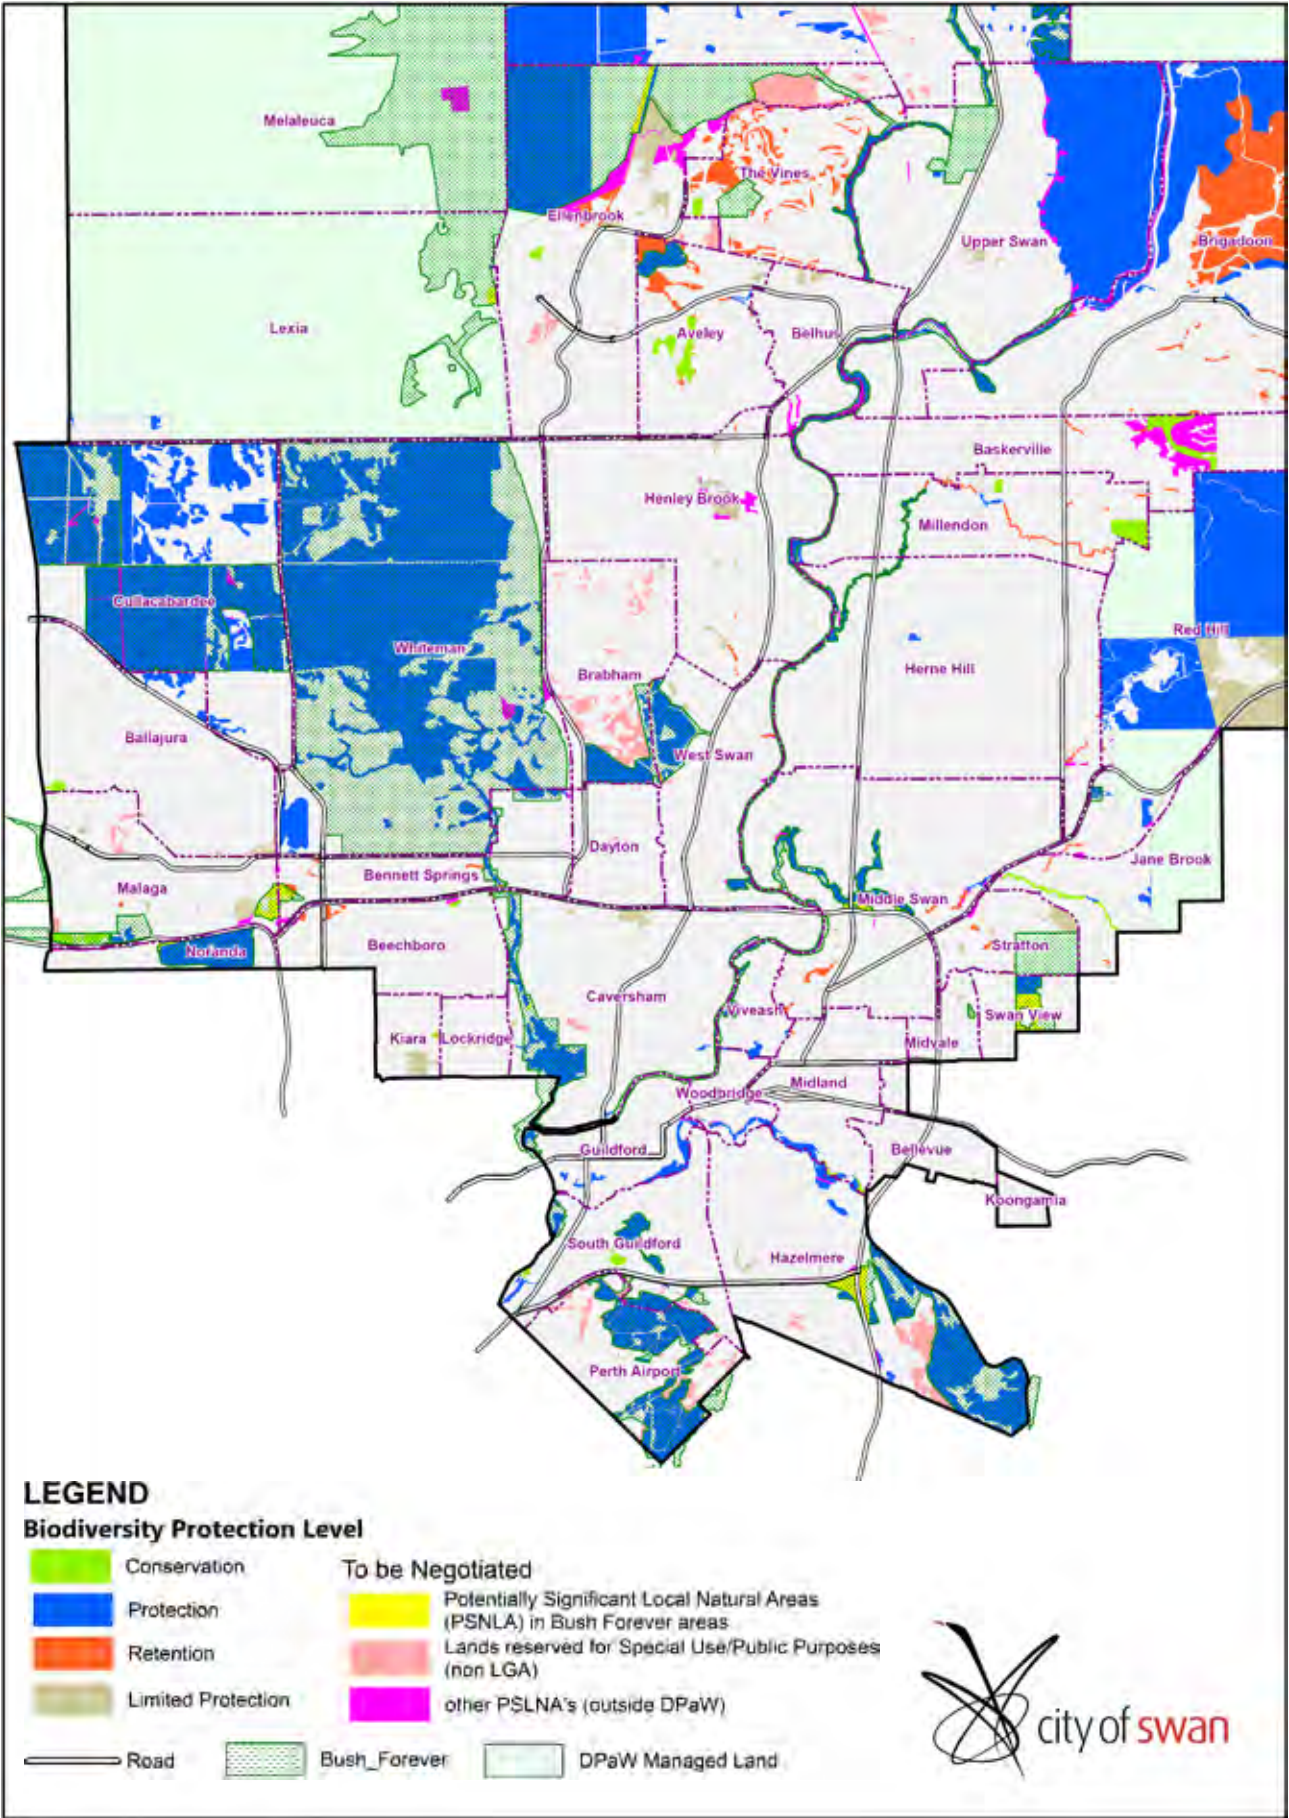 Melaleuca
The Vines
Ellenbrook
Upper Swan
Brigadoon
Lexia
Aveley
Belhus
Baskerville
Henley Brook
Millendon
Cullacabardee
Red Hill
Whiteman
Herne Hill
Brabham
Ballajura
West Swan
Dayton
Jane Brook
Bennett Springs
Malaga
Middle Swan
Beechboro
Stratton
Noranda
Caversham
Viveash
Swan View
Kiara
Lockridge
Midvale
Midland
Woodbridge
Guildford
Bellevue
Koongamia
South Guildford
Hazelmere
Perth Airport
LEGEND
Biodiversity Protection Level
Conservation
Protection
Retention
Limited Protection
To be Negotiated
Potentially Significant Local Natural Areas
(PSNLA) in Bush Forever areas
Lands reserved for Special Use/Public Purposes
(non LGA)
other PSLNA's (outside DPaW)
Road
Bush_Forever
DPaW Managed Land
city of swan